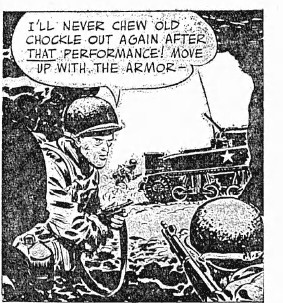 I'LL NEVER CHEW OLD
CHOCKLE OUT AGAIN AFTER
THAT PERFORMANCE! MOVE
UP WITH THE ARMOR-